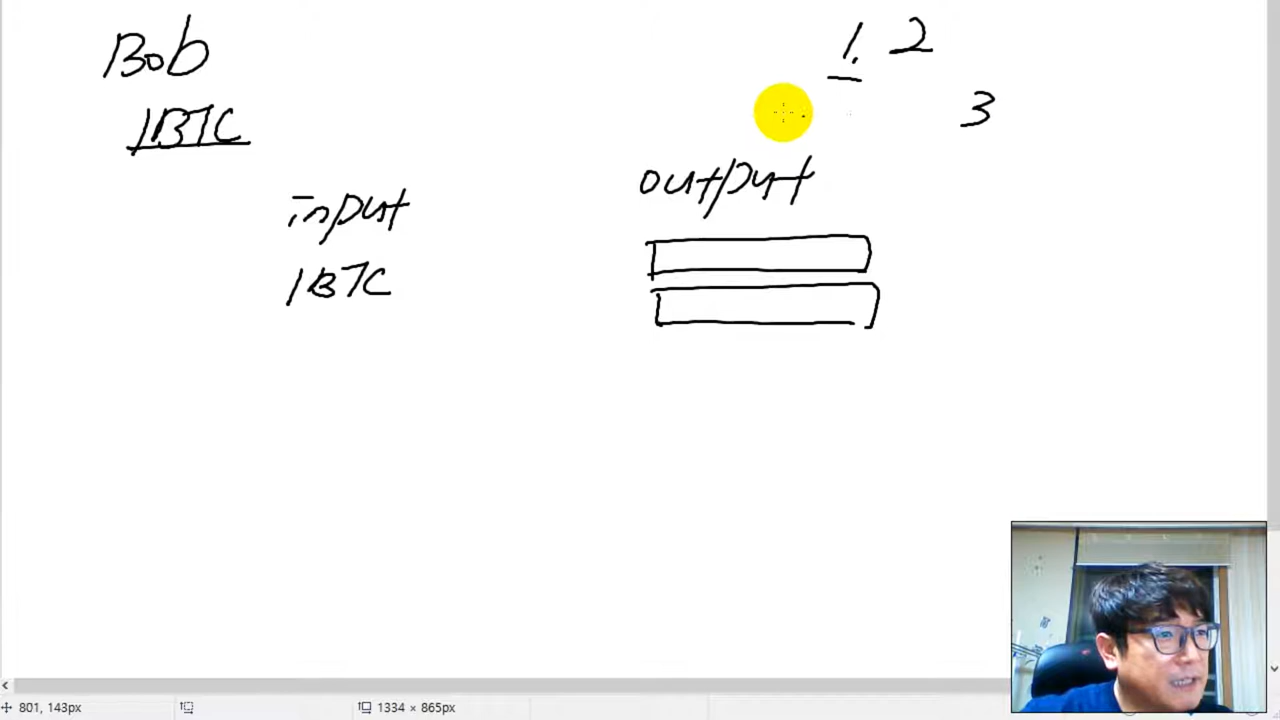 Bob
1BTC
input
1BTC
1. 2
3
output
801, 143px
1334 × 865px